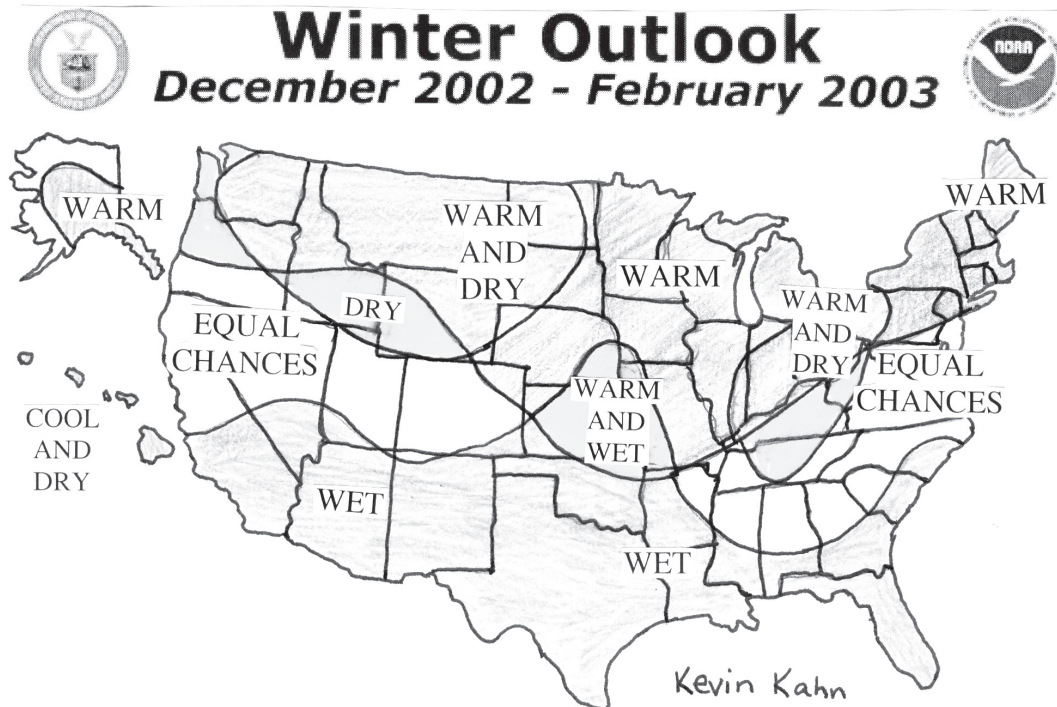 Winter Outlook
December 2002 - February 2003
NOAA
WARM
WARM
WARM
AND
DRY
WARM
DRY
WARM
AND
DRY
EQUAL
CHANCES
EQUAL
CHANCES
WARM
AND
WET
COOL
AND
DRY
WET
WET
Kevin Kahn